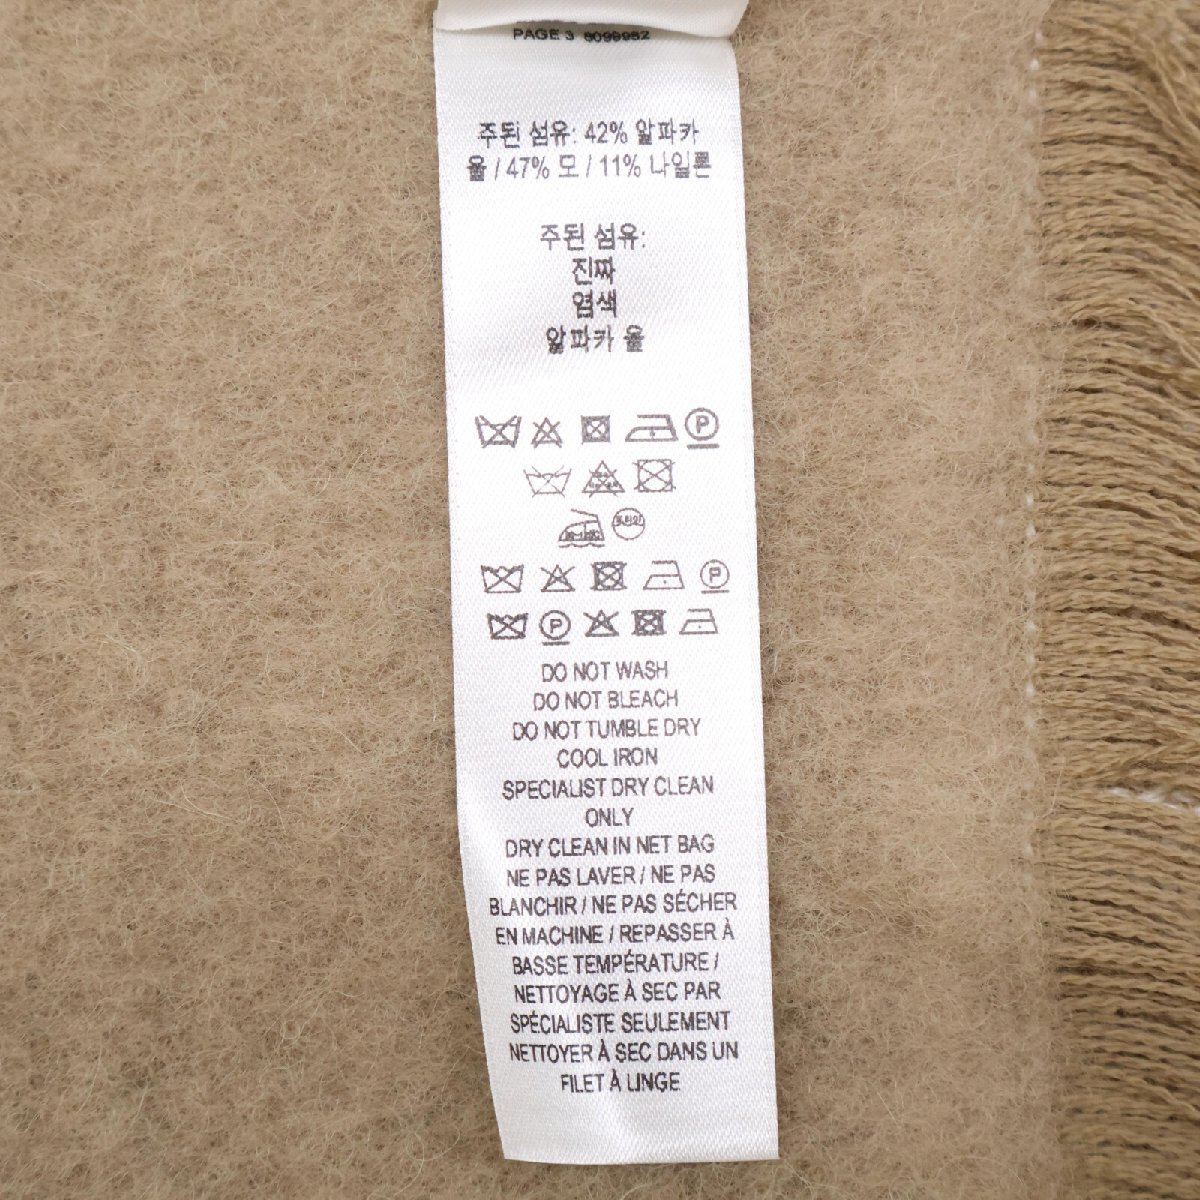 PAGE 3 8099952
주된 섬유: 42% 알파카
울 / 47% 모 / 11% 나일론
주된 섬유:
진짜
염색
알파카 울
P
P
P
DO NOT WASH
DO NOT BLEACH
DO NOT TUMBLE DRY
COOL IRON
SPECIALIST DRY CLEAN
ONLY
DRY CLEAN IN NET BAG
NE PAS LAVER / NE PAS
BLANCHIR / NE PAS SÉCHER
EN MACHINE / REPASSER À
BASSE TEMPÉRATURE /
NETTOYAGE À SEC PAR
SPÉCIALISTE SEULEMENT
NETTOYER À SEC DANS UN
FILET À LINGE